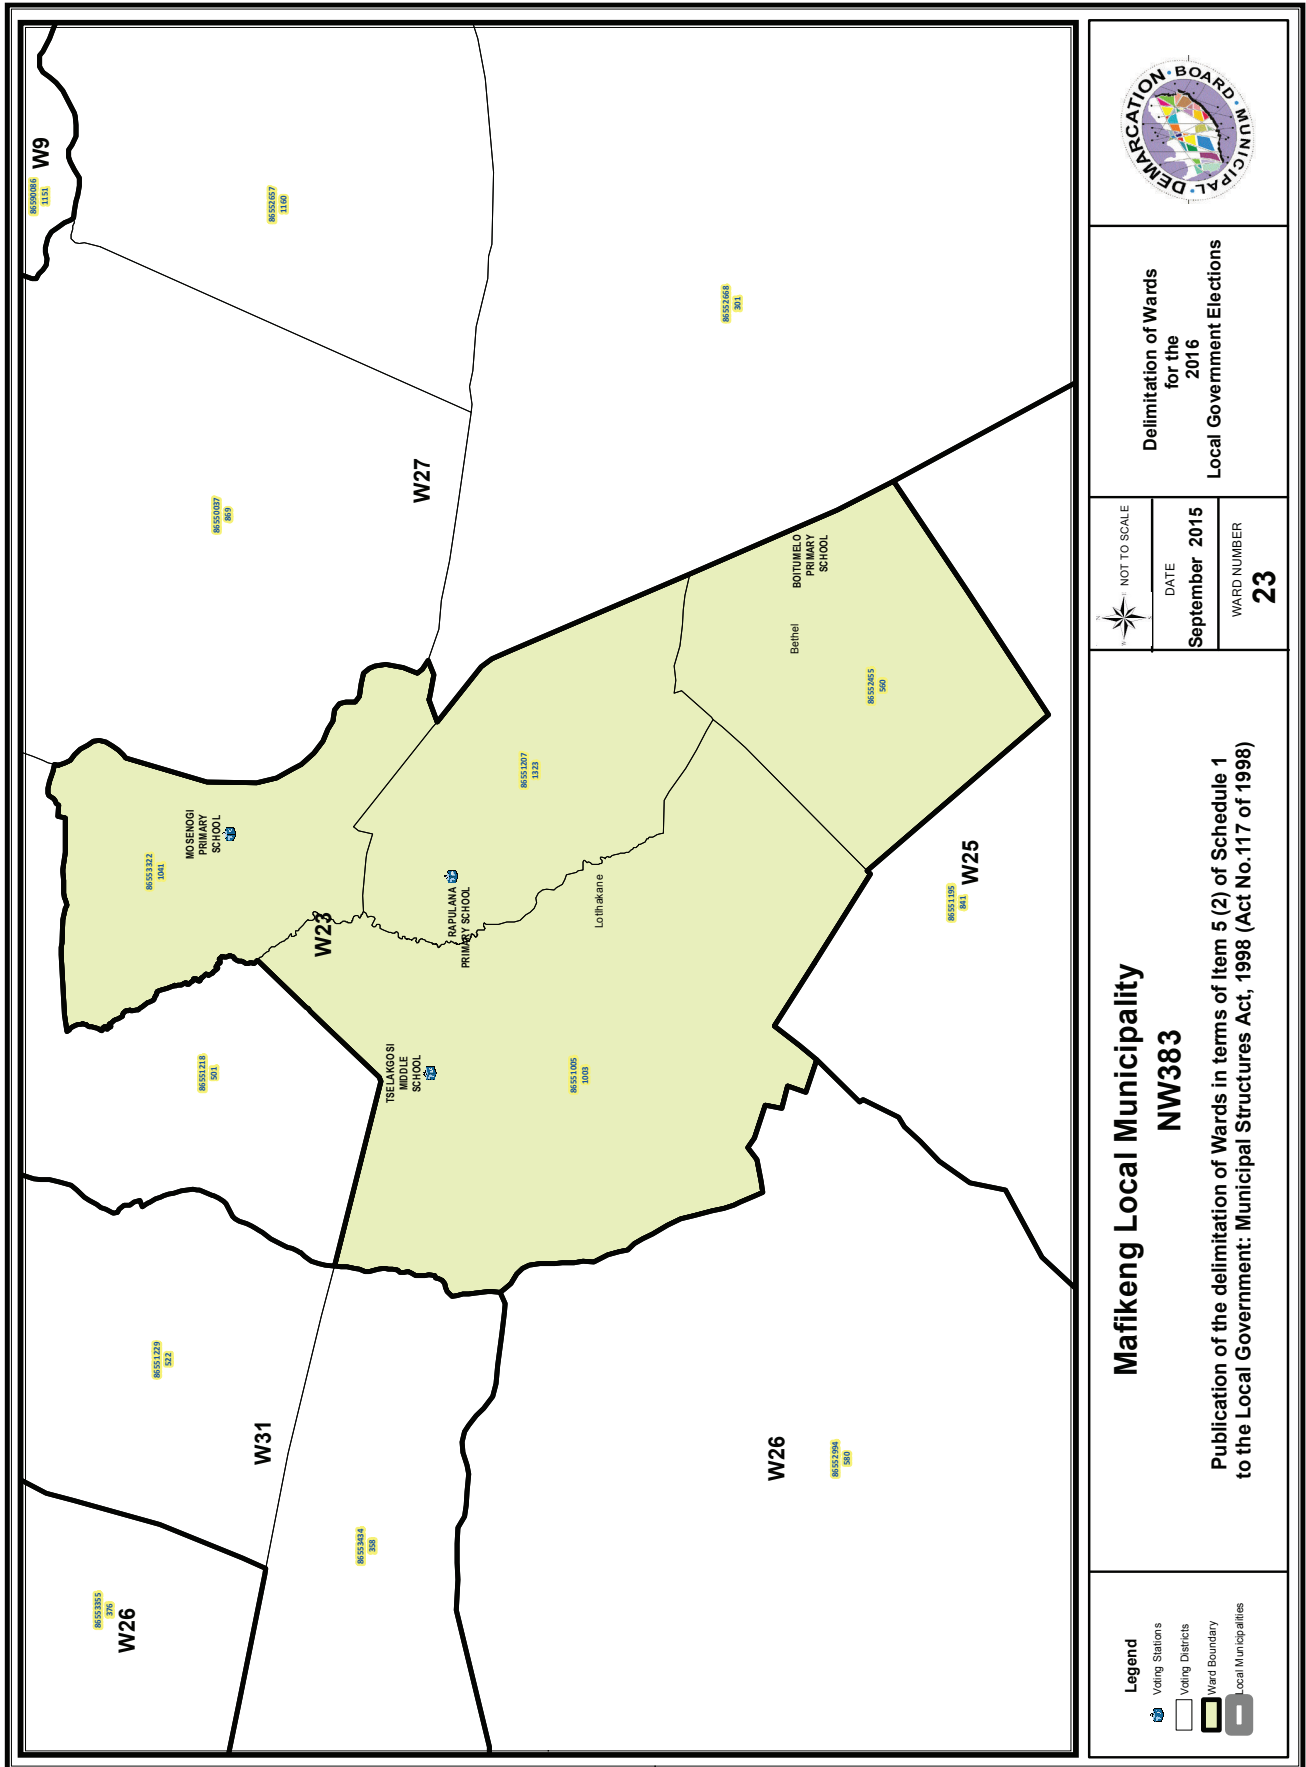 W9
86590086
1151
86552657
1160
86552668
301
86550037
869
W27
BOITUMELO
PRIMARY
SCHOOL
Bethel
86552455
560
86551207
1323
MOSENOGI
PRIMARY
SCHOOL
86553322
1041
RAPULANA
PRIMARY SCHOOL
Lotlhakane
W23
W25
86551195
841
TSELAKGOSI
MIDDLE
SCHOOL
86551005
1003
86551218
501
86551229
522
W31
86553434
358
W26
86552994
580
86553355
376
W26
Legend
Voting Stations
Voting Districts
Ward Boundary
Local Municipalities
Mafikeng Local Municipality
NW383
Publication of the delimitation of Wards in terms of Item 5 (2) of Schedule 1
to the Local Government: Municipal Structures Act, 1998 (Act No.117 of 1998)
NOT TO SCALE
DATE
September 2015
WARD NUMBER
23
Delimitation of Wards
for the
2016
Local Government Elections
MUNICIPAL · DEMARCATION · BOARD ·